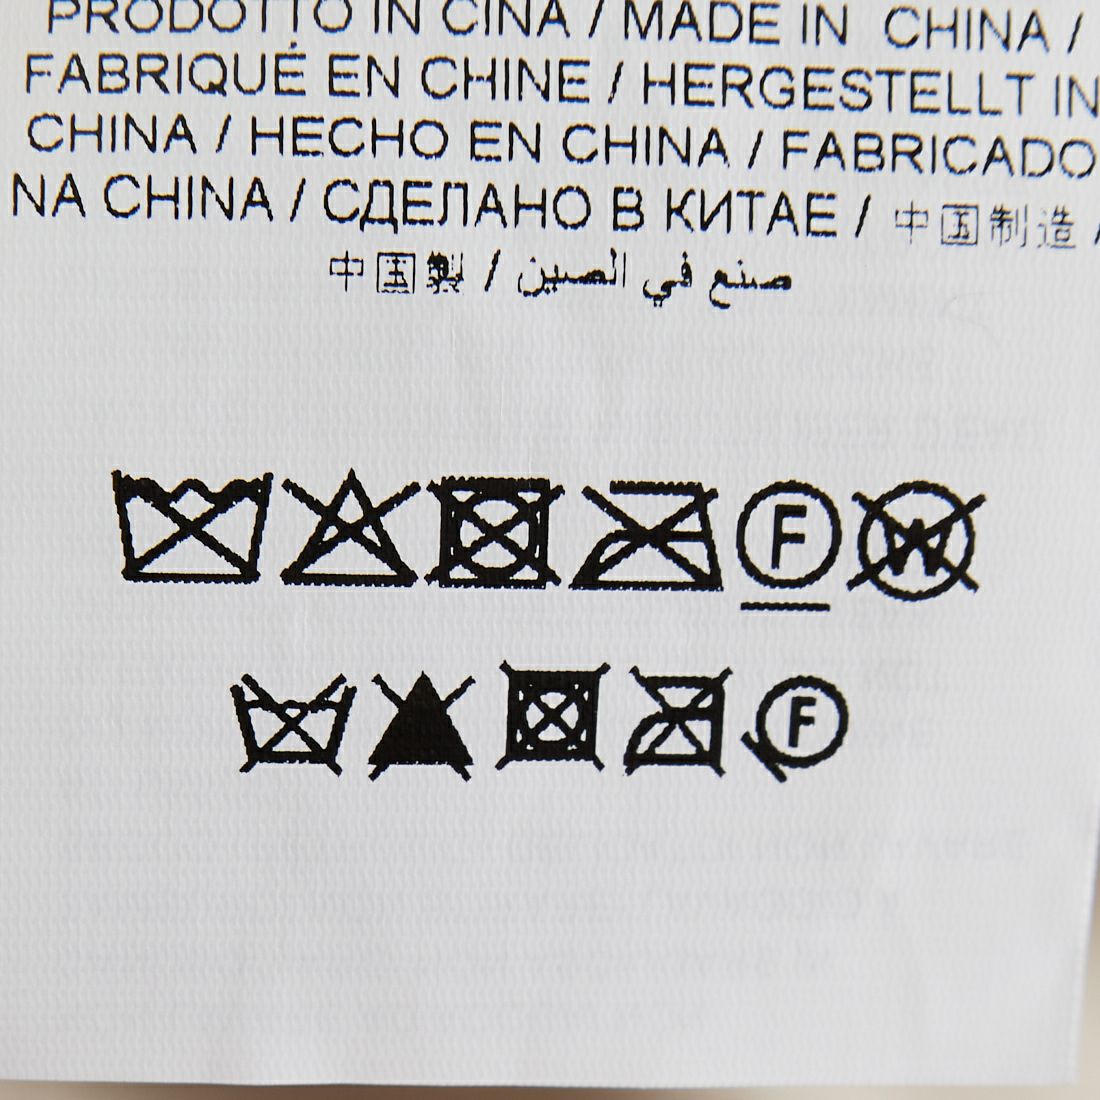 PRODOTTO IN CINA / MADE IN CHINA /
FABRIQUÉ EN CHINE / HERGESTELLT IN
CHINA / HECHO EN CHINA / FABRICADO
NA CHINA / СДЕЛАНО В КИТАЕ / 中国制造 /
中国製 / صنع في الصين
F W
F